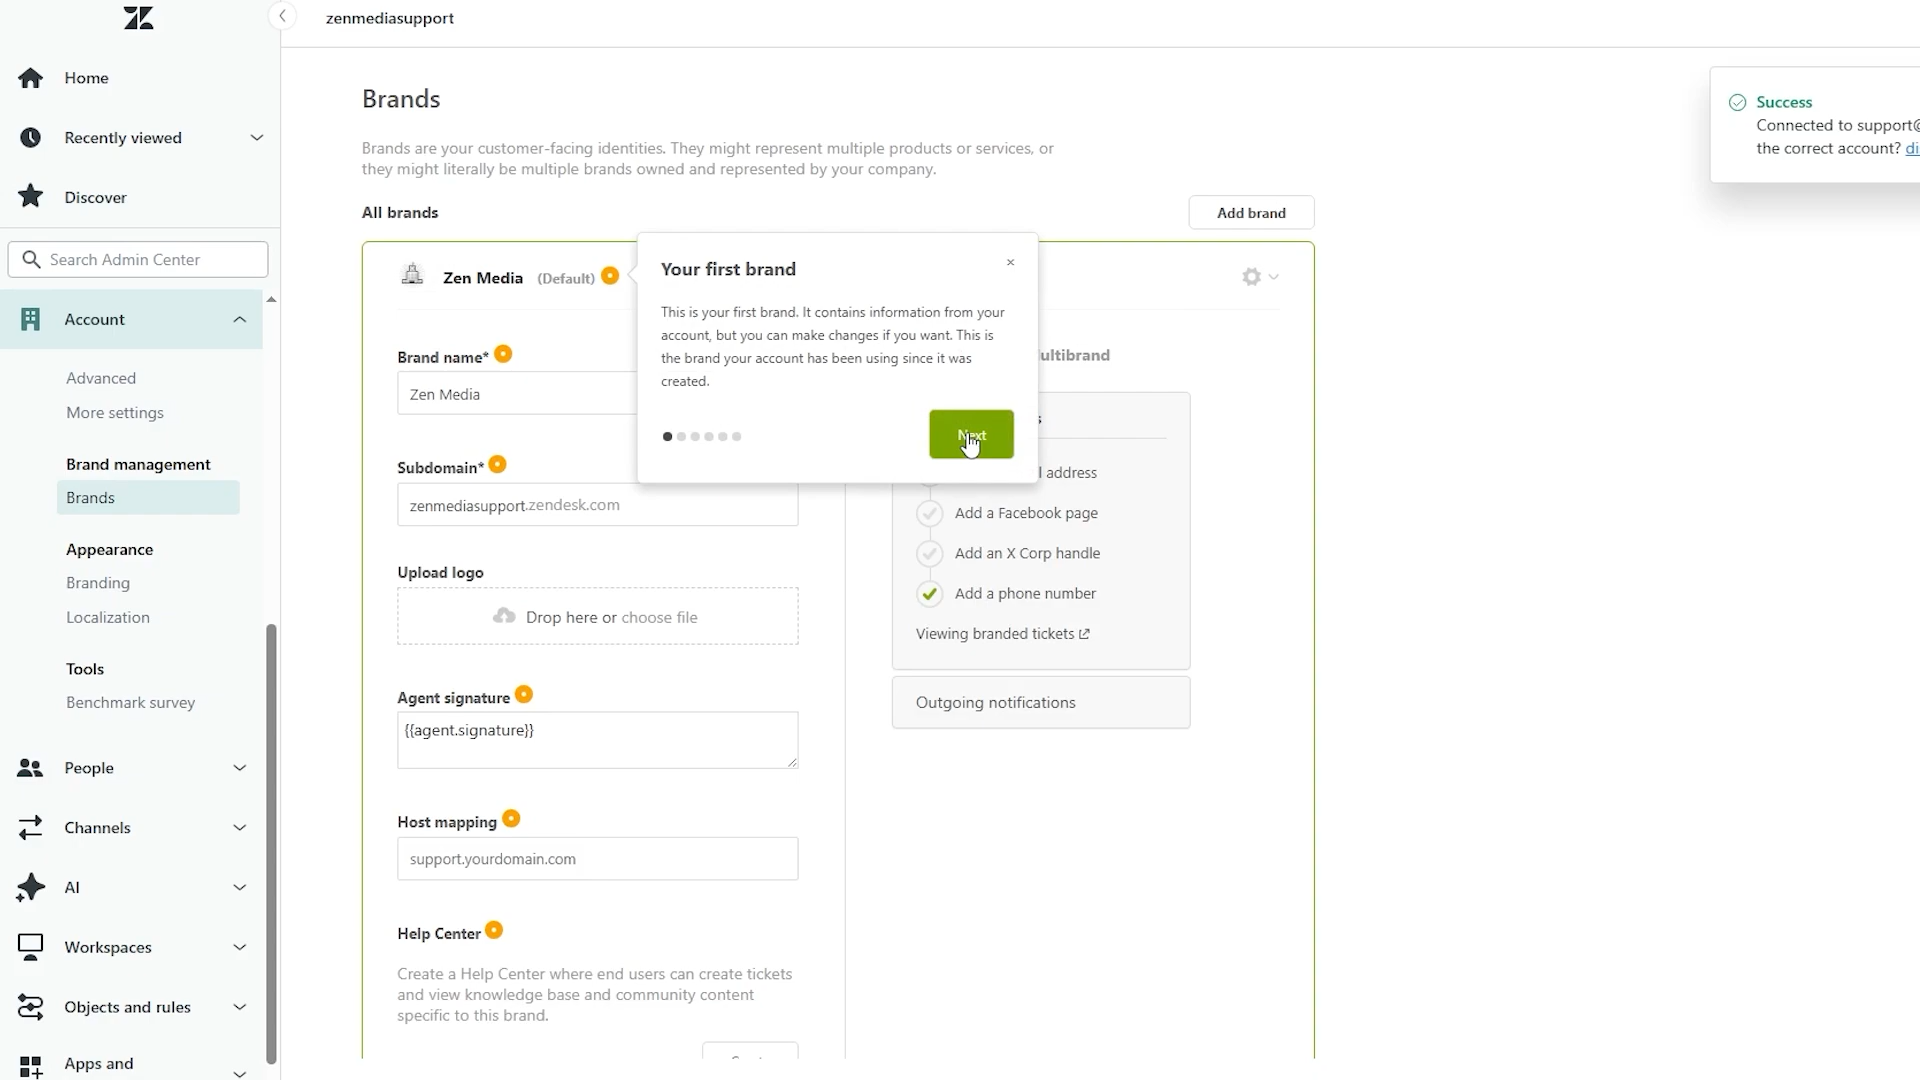 zenmediasupport
Home
Recently viewed
Discover
Search Admin Center
Account
Advanced
More settings
Brand management
Brands
Appearance
Branding
Localization
Tools
Benchmark survey
People
Channels
AI
Workspaces
Objects and rules
Apps and
Brands
Brands are your customer-facing identities. They might represent multiple products or services, or
they might literally be multiple brands owned and represented by your company.
All brands
Add brand
Zen Media (Default)
Brand name*
Zen Media
Subdomain*
zenmediasupport.zendesk.com
Upload logo
Drop here or choose file
Agent signature
{{agent.signature}}
Host mapping
support.yourdomain.com
Help Center
Create a Help Center where end users can create tickets
and view knowledge base and community content
specific to this brand.
Your first brand
×
This is your first brand. It contains information from your
account, but you can make changes if you want. This is
the brand your account has been using since it was
created.
Next
ultibrand
s
l address
Add a Facebook page
Add an X Corp handle
Add a phone number
Viewing branded tickets
Outgoing notifications
Success
Connected to support@
the correct account? di